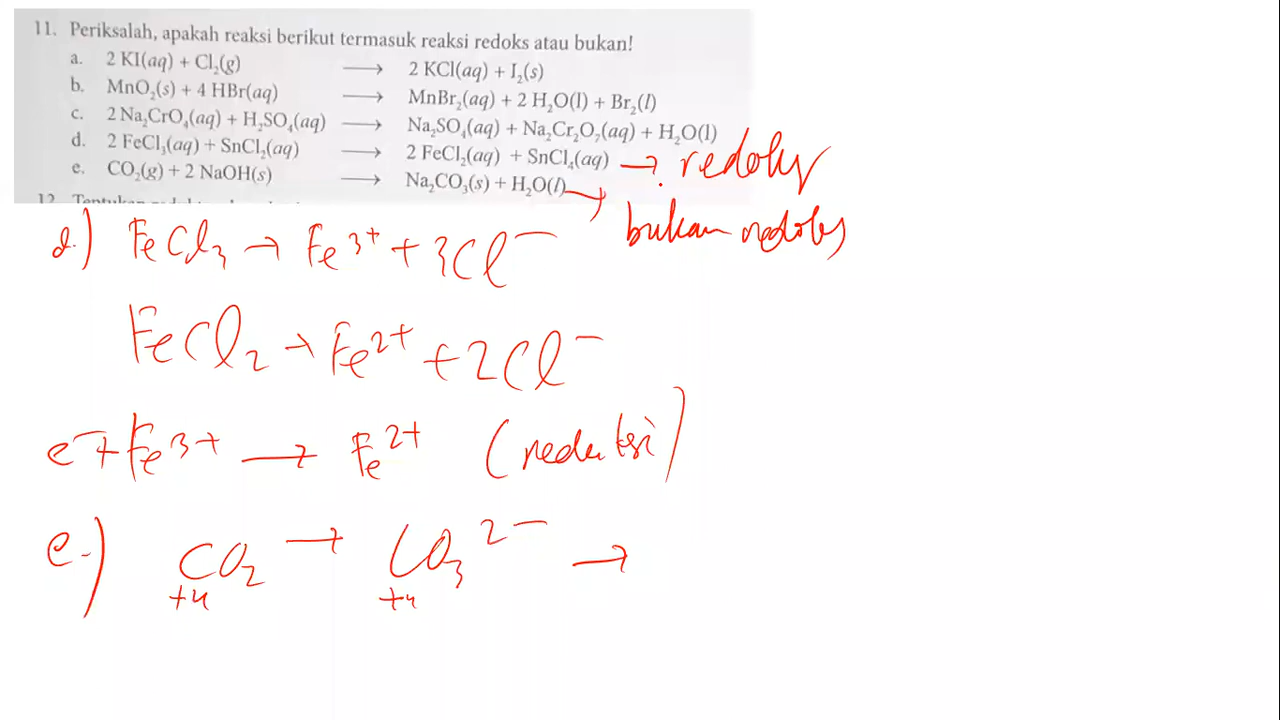 11. Periksalah, apakah reaksi berikut termasuk reaksi redoks atau bukan!
a. 2 KI(aq) + Cl₂(g) ⟶ 2 KCl(aq) + I₂(s)
b. MnO₂(s) + 4 HBr(aq) ⟶ MnBr₂(aq) + 2 H₂O(l) + Br₂(l)
c. 2 Na₂CrO₄(aq) + H₂SO₄(aq) ⟶ Na₂SO₄(aq) + Na₂Cr₂O₇(aq) + H₂O(l)
d. 2 FeCl₃(aq) + SnCl₂(aq) ⟶ 2 FeCl₂(aq) + SnCl₄(aq) → redoks
e. CO₂(g) + 2 NaOH(s) ⟶ Na₂CO₃(s) + H₂O(l) → bukan redoks
12.
d.) FeCl₃ → Fe³⁺ + 3Cl⁻
FeCl₂ → Fe²⁺ + 2Cl⁻
e⁻ + Fe³⁺ → Fe²⁺ (reduksi)
e.) CO₂ → CO₃²⁻ →
+4 +4